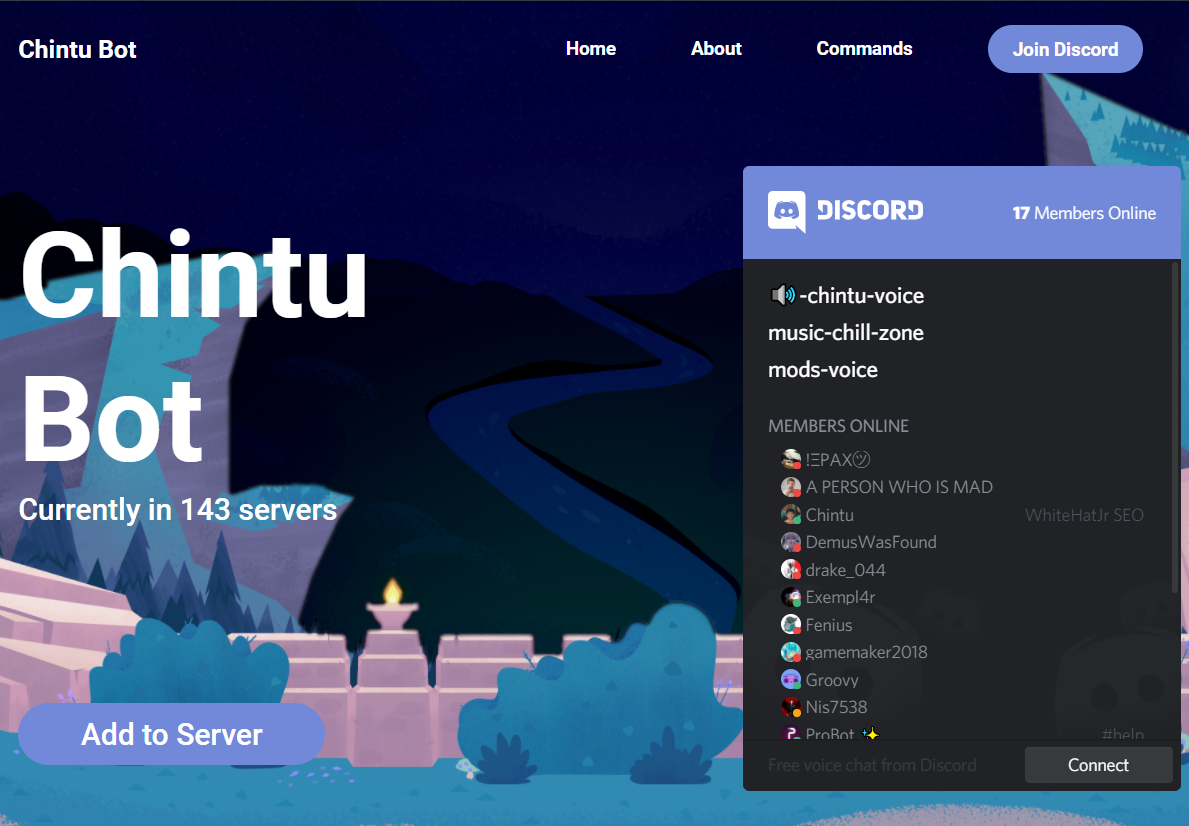 Chintu Bot
Home
About
Commands
Join Discord
Chintu
Bot
Currently in 143 servers
Add to Server
DISCORD
17 Members Online
🔊-chintu-voice
music-chill-zone
mods-voice
MEMBERS ONLINE
!ΞPAX㋡
A PERSON WHO IS MAD
Chintu WhiteHatJr SEO
DemusWasFound
drake_044
Exempl4r
Fenius
gamemaker2018
Groovy
Nis7538
ProBot ✨ #help
Free voice chat from Discord
Connect